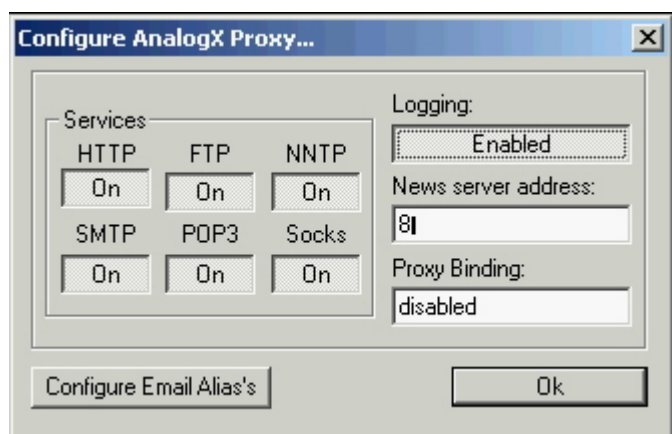 Configure AnalogX Proxy...
Services
HTTP FTP NNTP
On On On
SMTP POP3 Socks
On On On
Logging:
Enabled
News server address:
8
Proxy Binding:
disabled
Configure Email Alias's
Ok